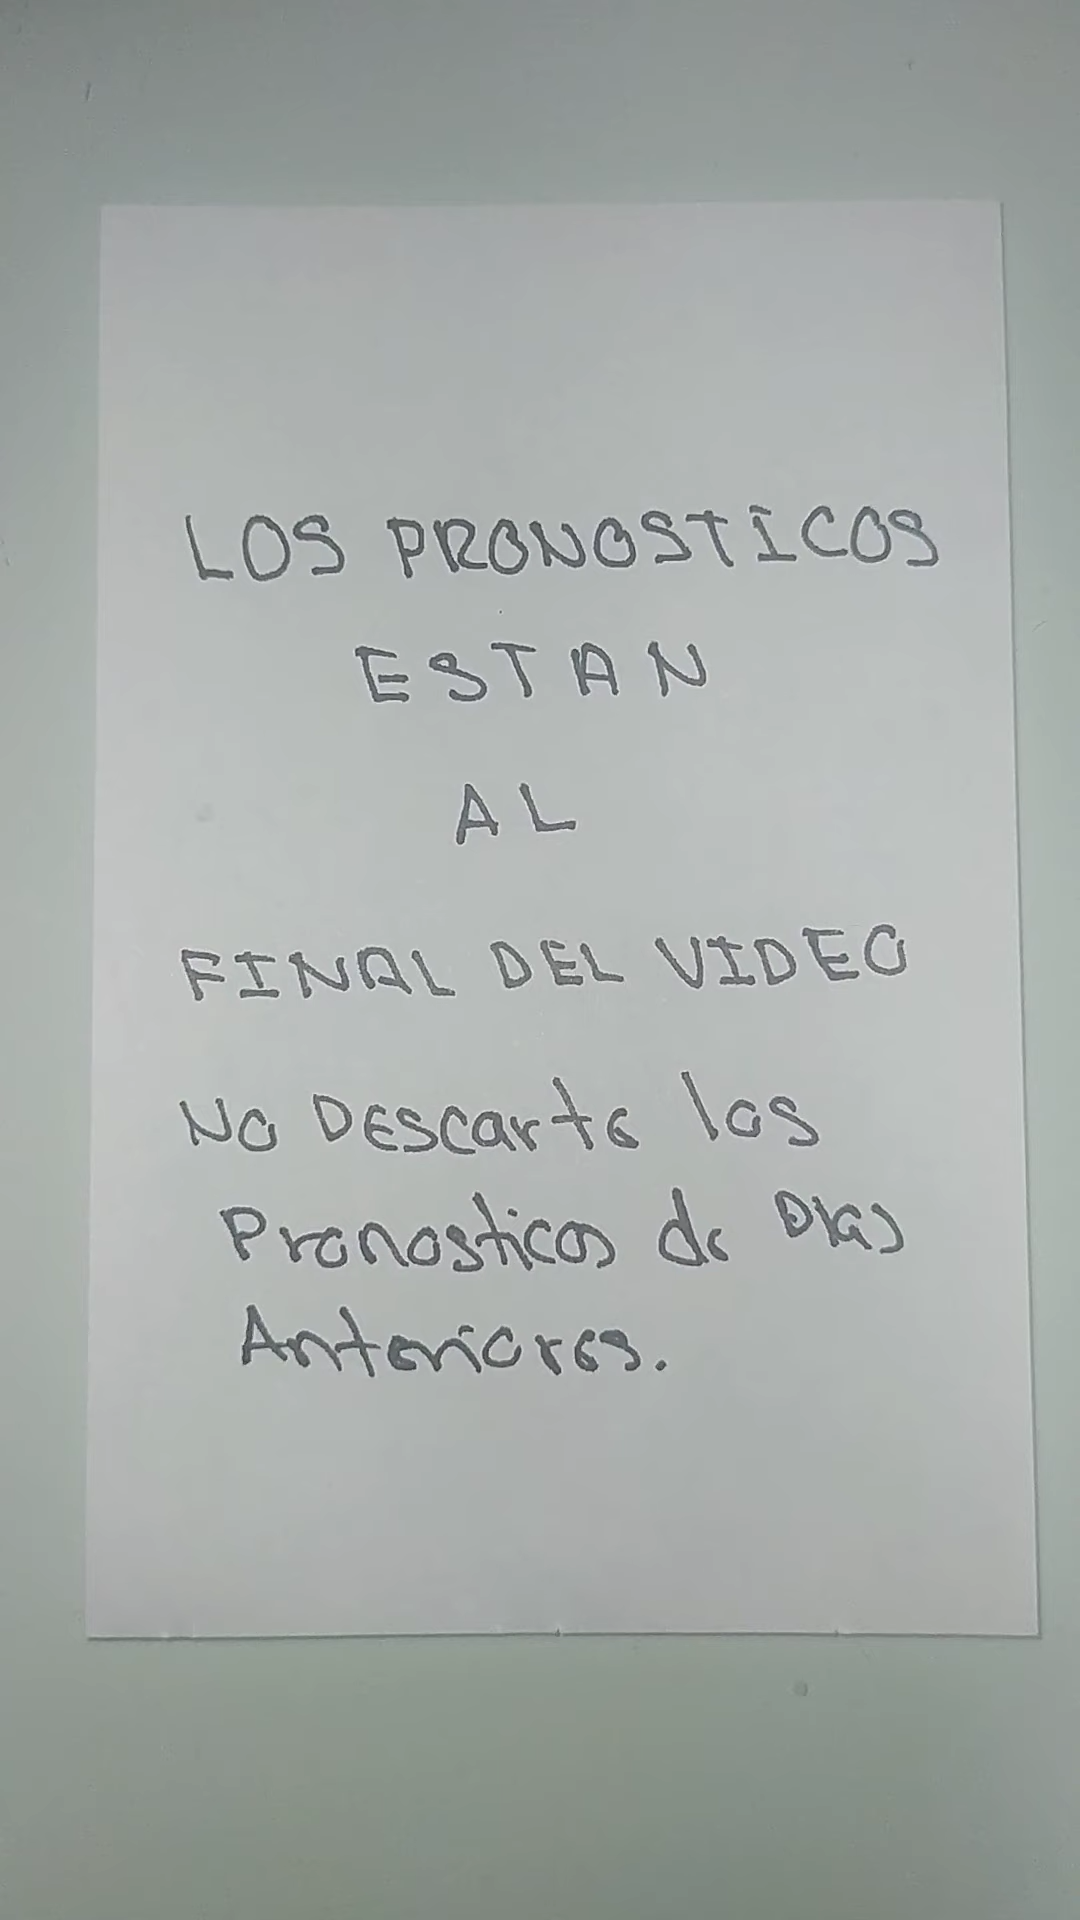 LOS PRONOSTICOS
ESTAN
AL
FINAL DEL VIDEO
No Descarte los
Pronosticos de Dias
Anteriores.